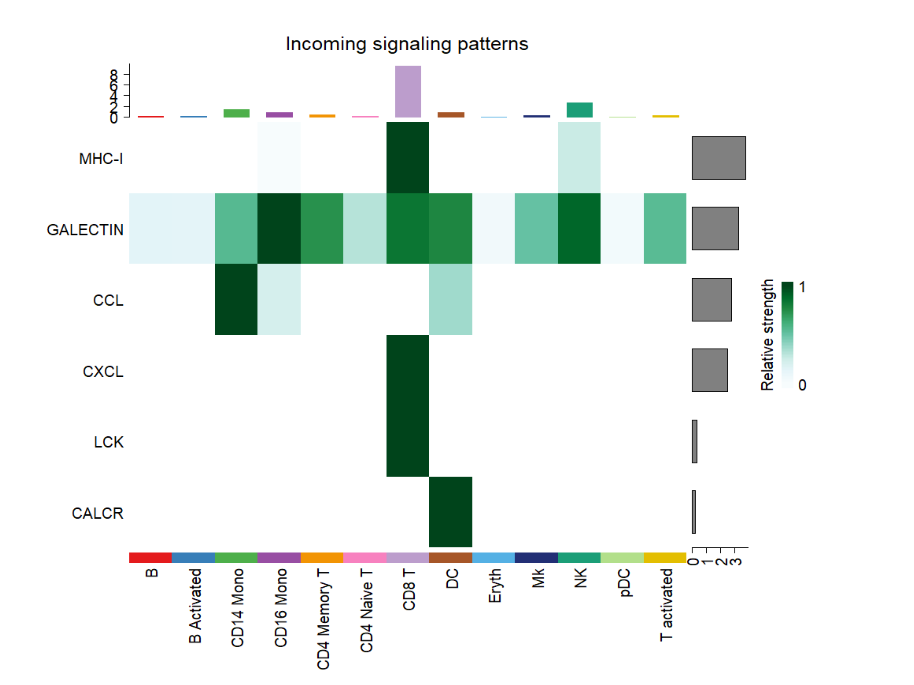 Incoming signaling patterns
8
6
4
2
0
MHC-I
GALECTIN
CCL
CXCL
LCK
CALCR
Relative strength
1
0
0 1 2 3
B
B Activated
CD14 Mono
CD16 Mono
CD4 Memory T
CD4 Naive T
CD8 T
DC
Eryth
Mk
NK
pDC
T activated